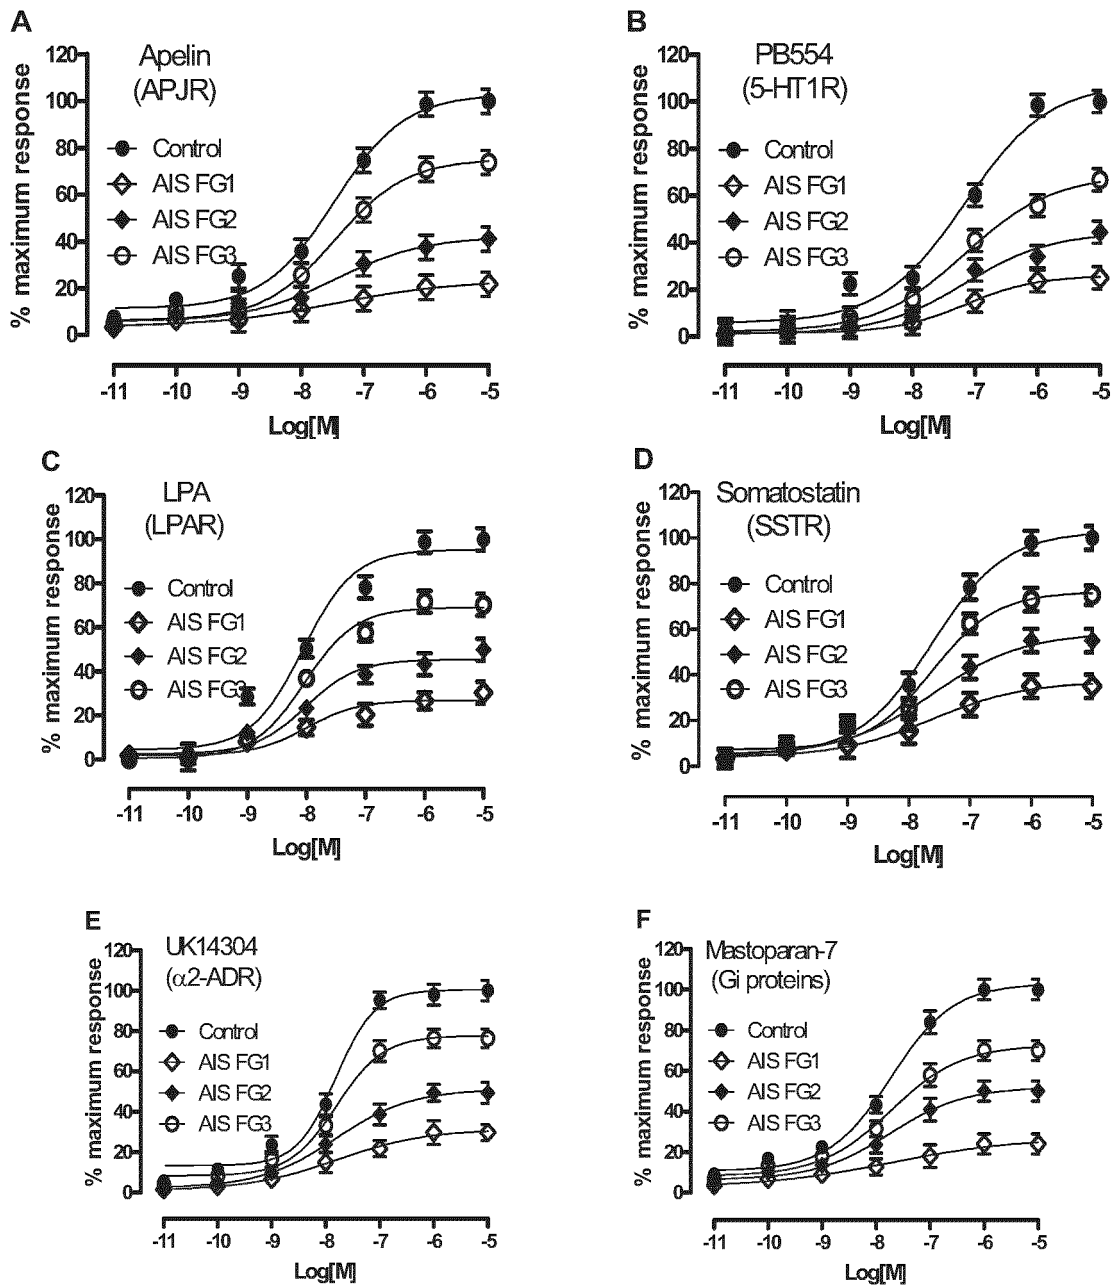 A
Apelin
(APJR)
% maximum response
120
100
80
60
40
20
0
Control
AIS FG1
AIS FG2
AIS FG3
-11 -10 -9 -8 -7 -6 -5
Log[M]
B
PB554
(5-HT1R)
% maximum response
120
100
80
60
40
20
0
Control
AIS FG1
AIS FG2
AIS FG3
-11 -10 -9 -8 -7 -6 -5
Log[M]
C
LPA
(LPAR)
% maximum response
120
100
80
60
40
20
0
Control
AIS FG1
AIS FG2
AIS FG3
-11 -10 -9 -8 -7 -6 -5
Log[M]
D
Somatostatin
(SSTR)
% maximum response
120
100
80
60
40
20
0
Control
AIS FG1
AIS FG2
AIS FG3
-11 -10 -9 -8 -7 -6 -5
Log[M]
E
UK14304
(α2-ADR)
% maximum response
120
100
80
60
40
20
0
Control
AIS FG1
AIS FG2
AIS FG3
-11 -10 -9 -8 -7 -6 -5
Log[M]
F
Mastoparan-7
(Gi proteins)
% maximum response
120
100
80
60
40
20
0
Control
AIS FG1
AIS FG2
AIS FG3
-11 -10 -9 -8 -7 -6 -5
Log[M]